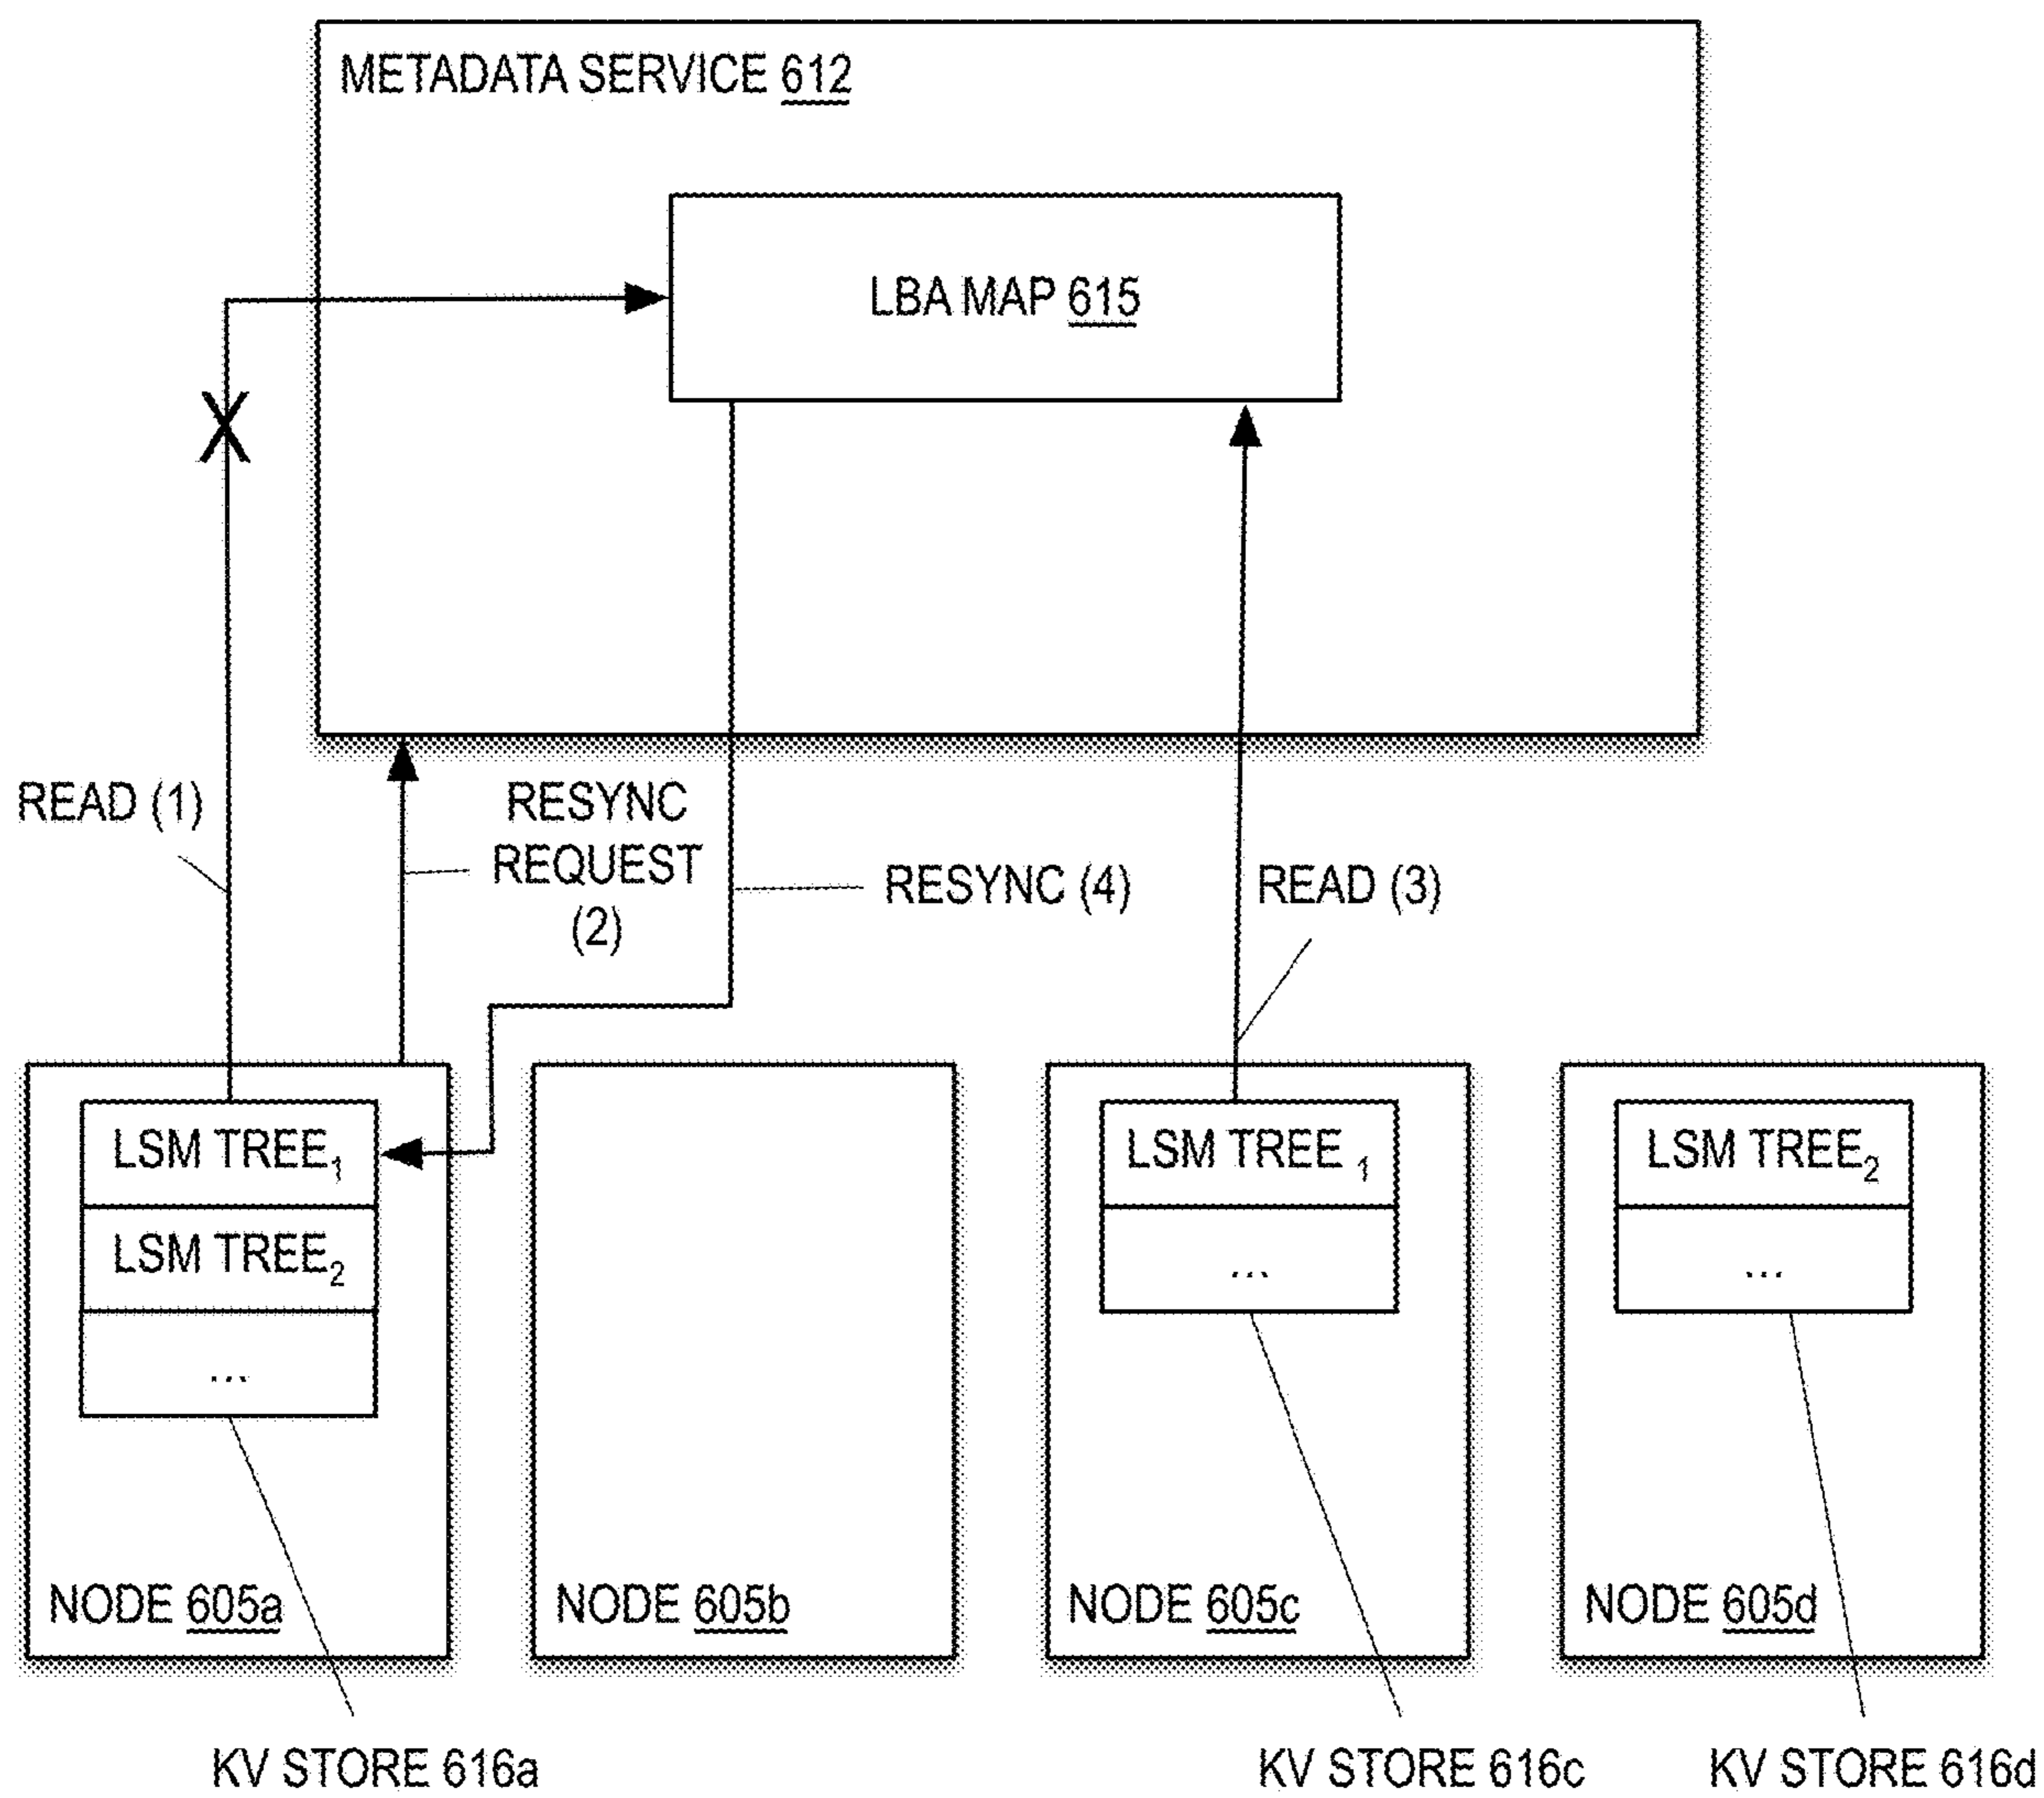 METADATA SERVICE 612
LBA MAP 615
READ (1)
RESYNC
REQUEST
(2)
RESYNC (4)
READ (3)
LSM TREE1
LSM TREE2
...
NODE 605a
NODE 605b
LSM TREE 1
...
NODE 605c
LSM TREE2
...
NODE 605d
KV STORE 616a
KV STORE 616c
KV STORE 616d